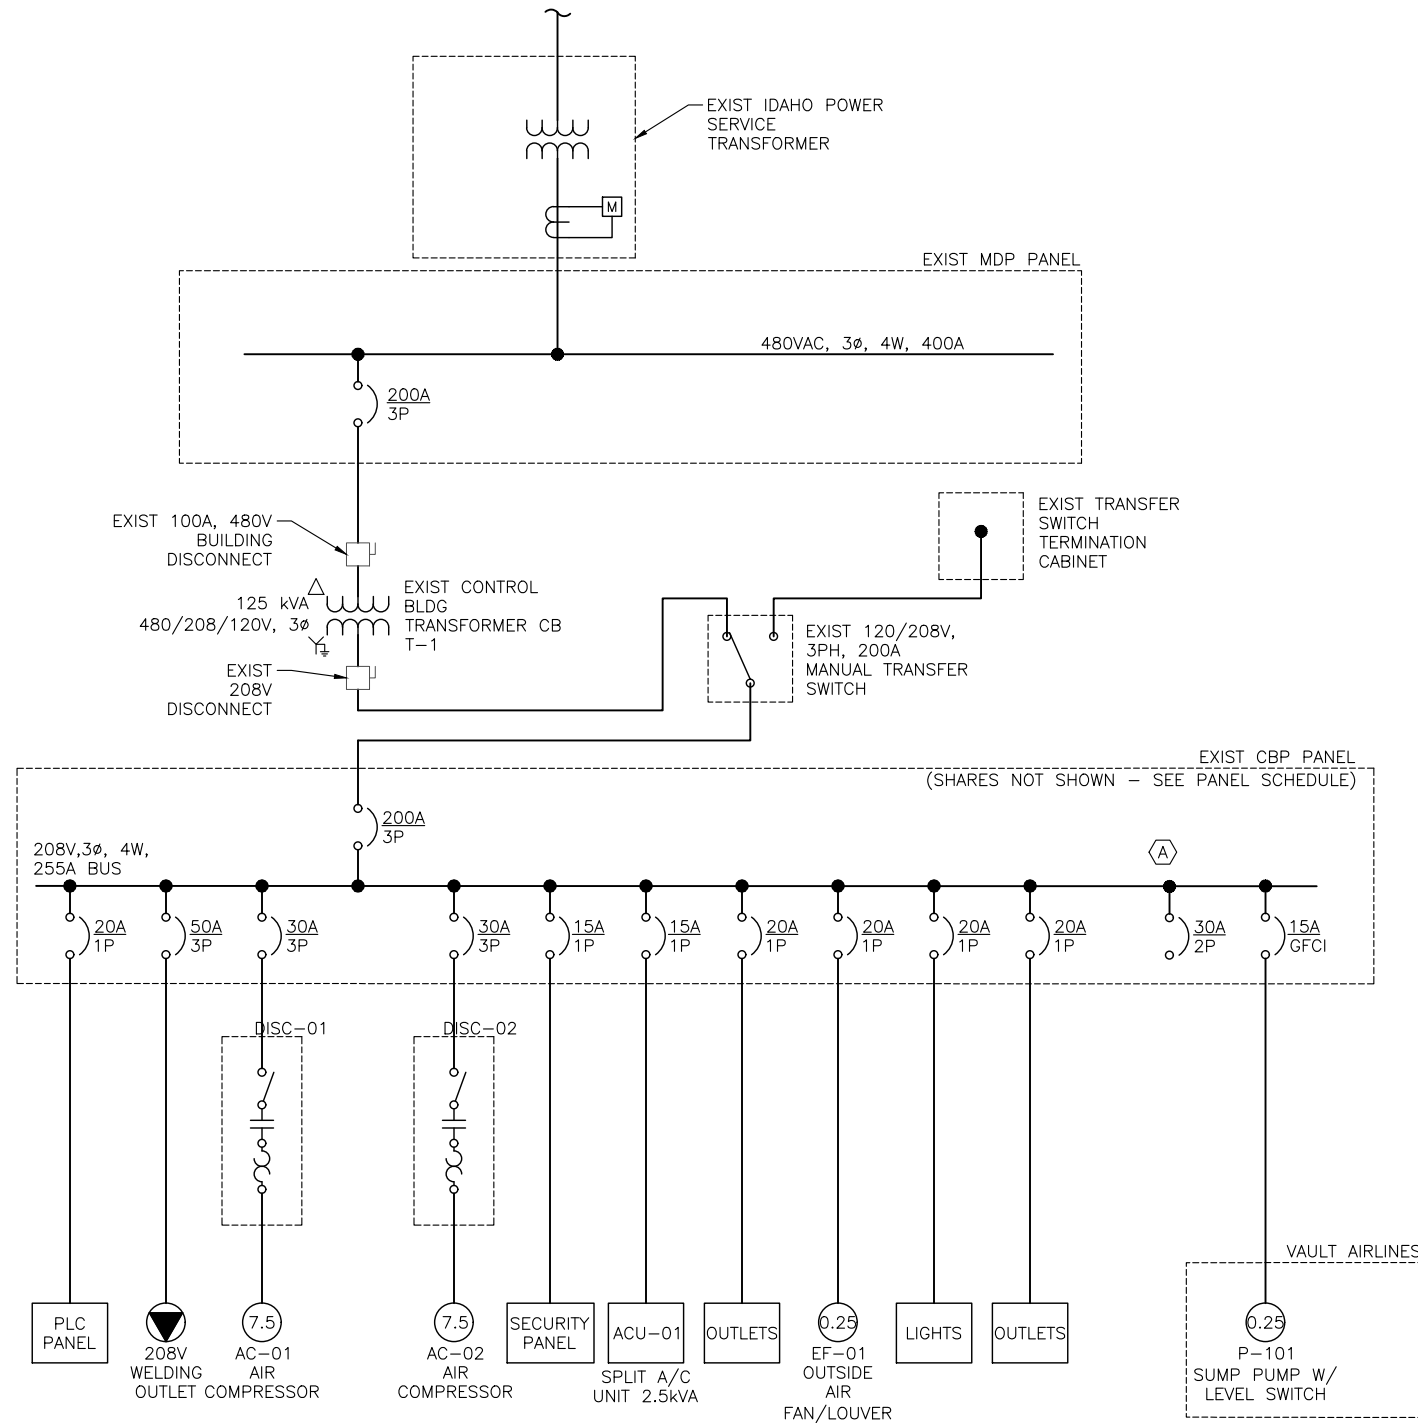 EXIST IDAHO POWER
SERVICE
TRANSFORMER
M
EXIST MDP PANEL
480VAC, 3ø, 4W, 400A
200A
3P
EXIST 100A, 480V
BUILDING
DISCONNECT
125 kVA
480/208/120V, 3ø
EXIST CONTROL
BLDG
TRANSFORMER CB
T-1
EXIST
208V
DISCONNECT
EXIST TRANSFER
SWITCH
TERMINATION
CABINET
EXIST 120/208V,
3PH, 200A
MANUAL TRANSFER
SWITCH
EXIST CBP PANEL
(SHARES NOT SHOWN - SEE PANEL SCHEDULE)
200A
3P
208V,3ø, 4W,
255A BUS
A
20A
1P
50A
3P
30A
3P
30A
3P
15A
1P
15A
1P
20A
1P
20A
1P
20A
1P
20A
1P
30A
2P
15A
GFCI
DISC-01
DISC-02
VAULT AIRLINES
PLC
PANEL
208V
WELDING
OUTLET
7.5
AC-01
AIR
COMPRESSOR
7.5
AC-02
AIR
COMPRESSOR
SECURITY
PANEL
ACU-01
SPLIT A/C
UNIT 2.5kVA
OUTLETS
0.25
EF-01
OUTSIDE
AIR
FAN/LOUVER
LIGHTS
OUTLETS
0.25
P-101
SUMP PUMP W/
LEVEL SWITCH